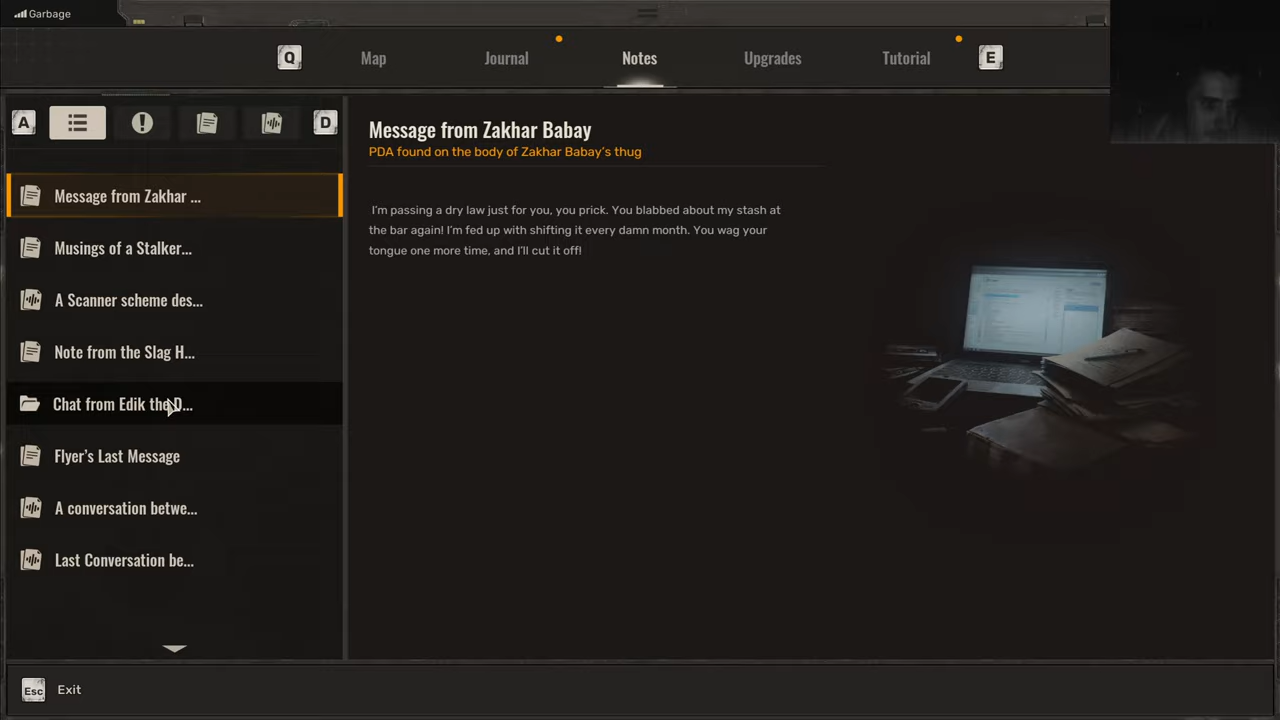 Garbage
Q Map Journal Notes Upgrades Tutorial E
A D
Message from Zakhar ...
Musings of a Stalker...
A Scanner scheme des...
Note from the Slag H...
Chat from Edik the D...
Flyer's Last Message
A conversation betwe...
Last Conversation be...
Message from Zakhar Babay
PDA found on the body of Zakhar Babay's thug
I'm passing a dry law just for you, you prick. You blabbed about my stash at
the bar again! I'm fed up with shifting it every damn month. You wag your
tongue one more time, and I'll cut it off!
Esc Exit